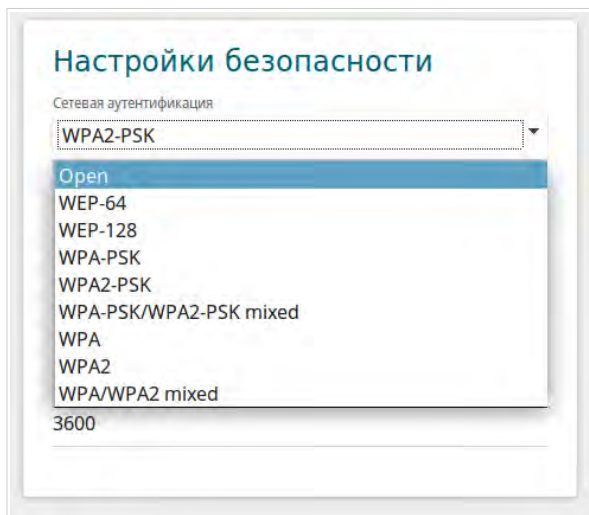 Настройки безопасности
Сетевая аутентификация
WPA2-PSK
Open
WEP-64
WEP-128
WPA-PSK
WPA2-PSK
WPA-PSK/WPA2-PSK mixed
WPA
WPA2
WPA/WPA2 mixed
3600